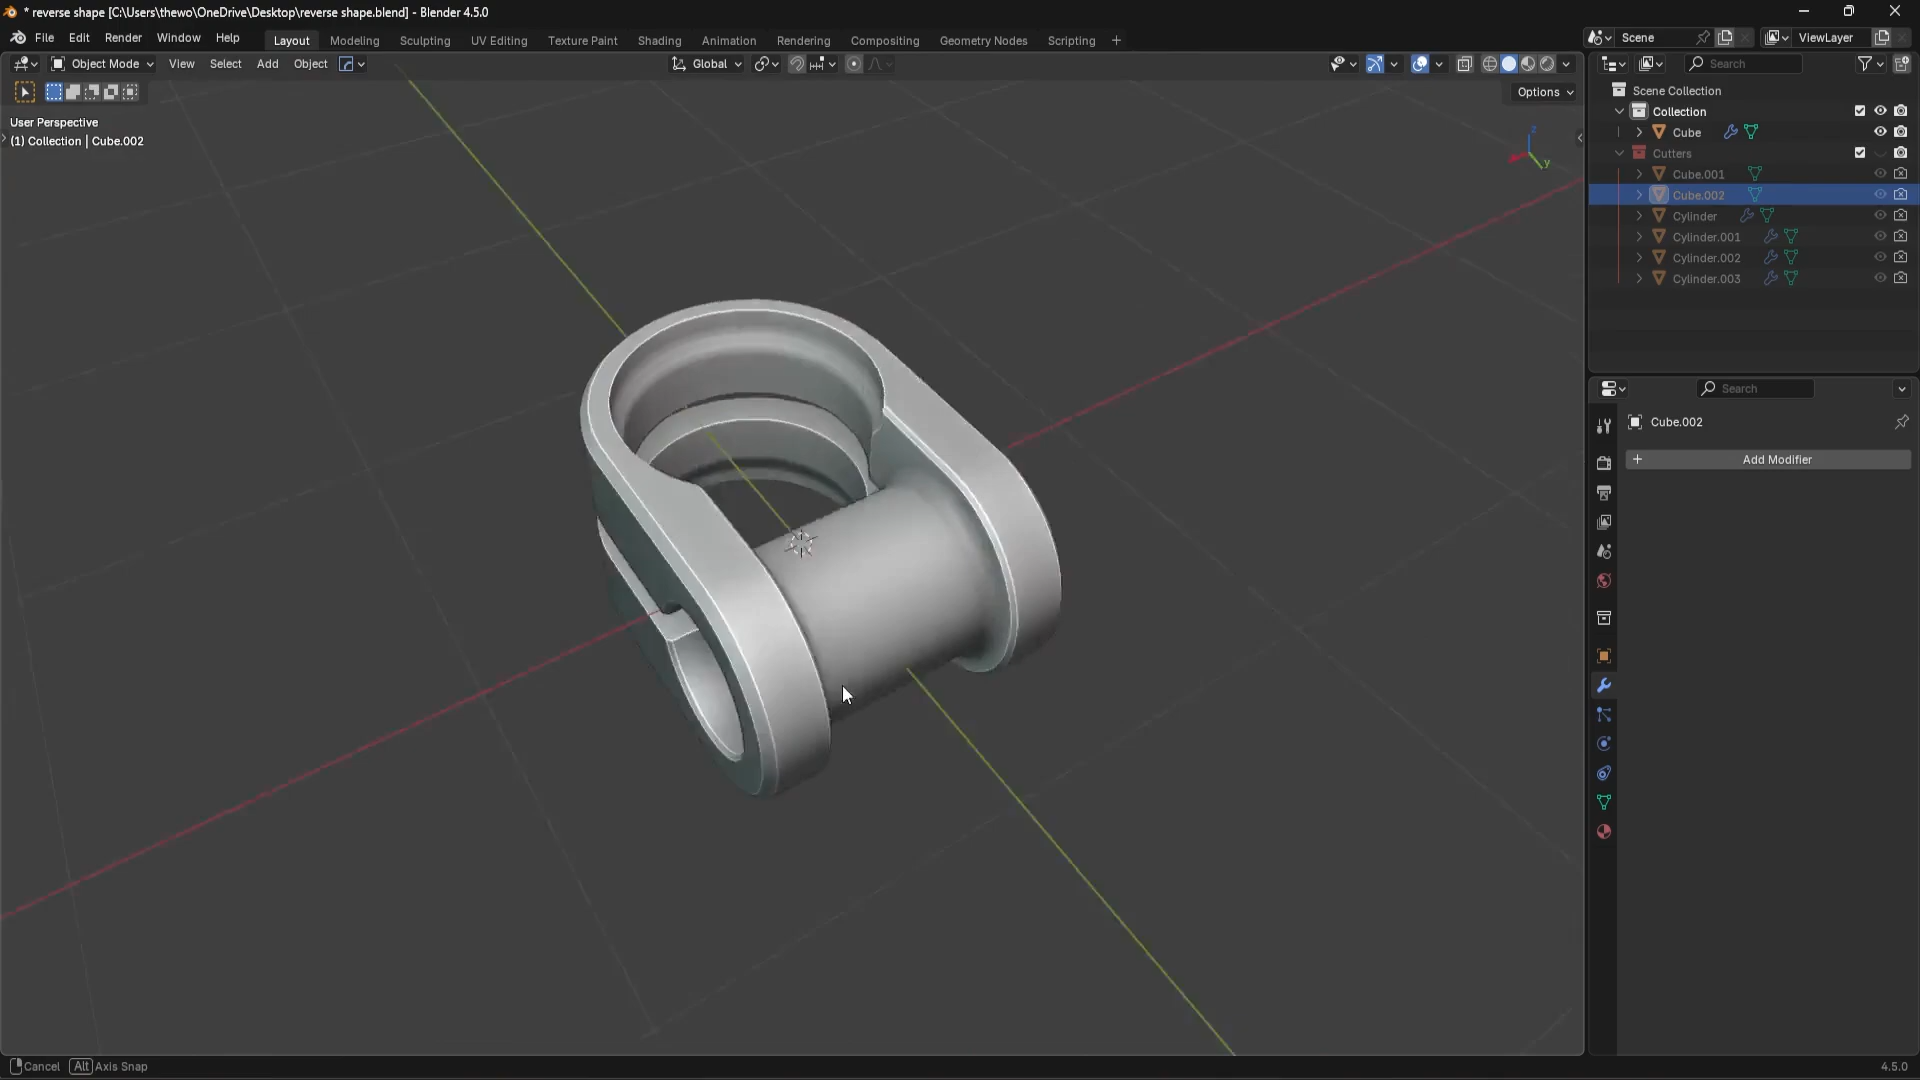 * reverse shape [C:\Users\thewo\OneDrive\Desktop\reverse shape.blend] - Blender 4.5.0
File Edit Render Window Help
Layout Modeling Sculpting UV Editing Texture Paint Shading Animation Rendering Compositing Geometry Nodes Scripting +
Scene
ViewLayer
Object Mode View Select Add Object
Global
Search
Options
User Perspective
(1) Collection | Cube.002
z
y
Scene Collection
Collection
Cube
Cutters
Cube.001
Cube.002
Cylinder
Cylinder.001
Cylinder.002
Cylinder.003
Search
Cube.002
+ Add Modifier
Cancel Alt Axis Snap
4.5.0